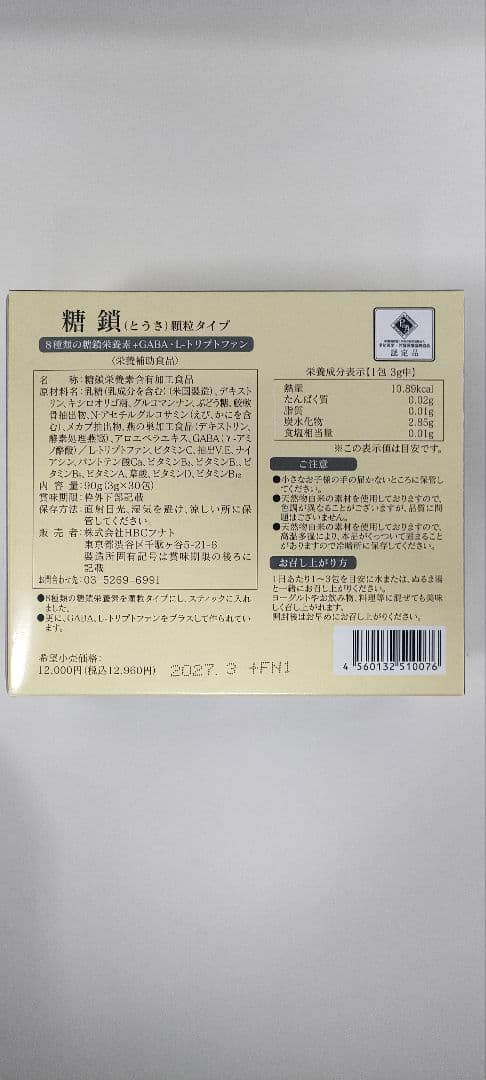 糖鎖(とうさ)顆粒タイプ
8種類の糖鎖栄養素+GABA・L-トリプトファン
〈栄養補助食品〉
名 称:糖鎖栄養素含有加工食品
原材料名:乳糖(乳成分を含む)(米国製造)、デキスト
リン、キシロオリゴ糖、グルコマンナン、ぶどう糖、鮫軟
骨抽出物、N-アセチルグルコサミン(えび、かにを含
む)、メカブ抽出物、燕の巣加工食品(デキストリン、
酵素処理燕窩)、アロエベラエキス、GABA(γ-アミ
ノ酪酸)/L-トリプトファン、ビタミンC、抽出V.E、ナイ
アシン、パントテン酸Ca、ビタミンB₂、ビタミンB₁、ビ
タミンB₆、ビタミンA、葉酸、ビタミンD、ビタミンB₁₂
内 容 量:90g(3g×30包)
賞味期限:枠外下部記載
保存方法:直射日光、湿気を避け、涼しい所に保
管してください。
販 売 者:株式会社HBCフナト
東京都渋谷区千駄ヶ谷5-21-6
製造所固有記号は賞味期限の後ろに
記載
お問合わせ先:03-5269-6991
●8種類の糖鎖栄養素を顆粒タイプにし、スティックに入れ
ました。
●更に、GABA、L-トリプトファンをプラスして作られてい
ます。
希望小売価格:
12,000円(税込12,960円)
2027. 3 +FN1
認定品
栄養成分表示【1包 3g中】
熱量 10.89kcal
たんぱく質 0.02g
脂質 0.01g
炭水化物 2.85g
食塩相当量 0.01g
※この表示値は目安です。
ご注意
●小さなお子様の手の届かないところに保管し
てください。
●天然物由来の素材を使用しておりますので、
色調が異なることがございますが、品質に問
題はございません。
●天然物由来の素材を使用しておりますので、
高温多湿により、本品がくっついて固まること
がありますので冷暗所に保存してください。
お召し上がり方
1日あたり1~3包を目安に水または、ぬるま湯
と一緒にお召し上がりください。
ヨーグルトやお飲み物、料理等に混ぜても美味
しく召し上がれます。
開封後はお早めにお召し上がりください。
4 560132 510076